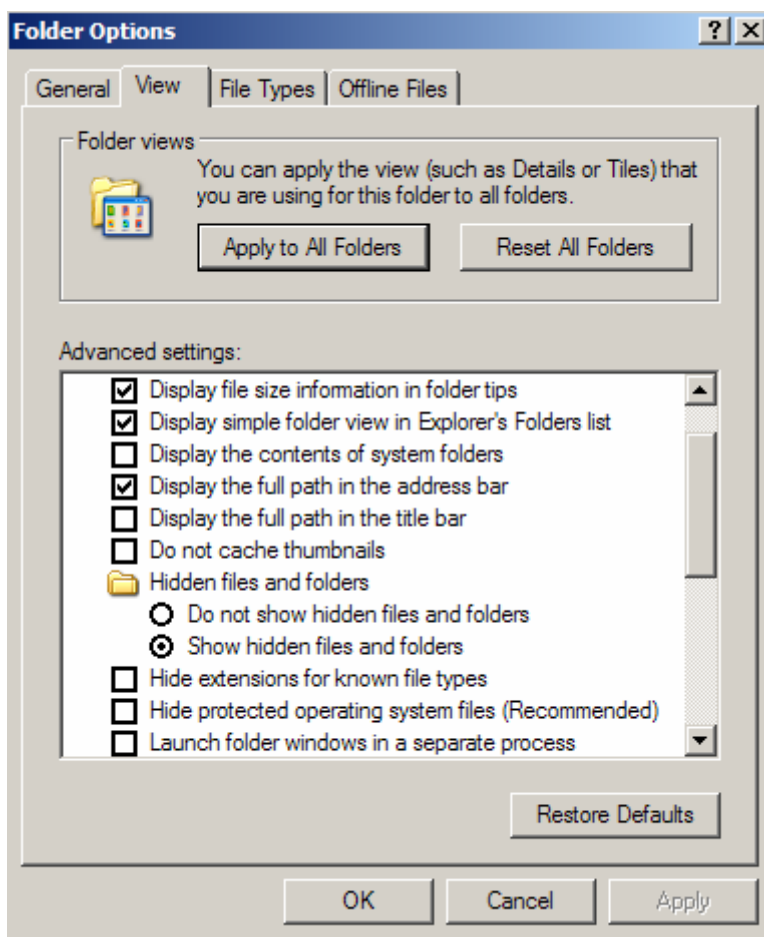 Folder Options
General View File Types Offline Files
Folder views
You can apply the view (such as Details or Tiles) that
you are using for this folder to all folders.
Apply to All Folders Reset All Folders
Advanced settings:
Display file size information in folder tips
Display simple folder view in Explorer's Folders list
Display the contents of system folders
Display the full path in the address bar
Display the full path in the title bar
Do not cache thumbnails
Hidden files and folders
Do not show hidden files and folders
Show hidden files and folders
Hide extensions for known file types
Hide protected operating system files (Recommended)
Launch folder windows in a separate process
Restore Defaults
OK Cancel Apply